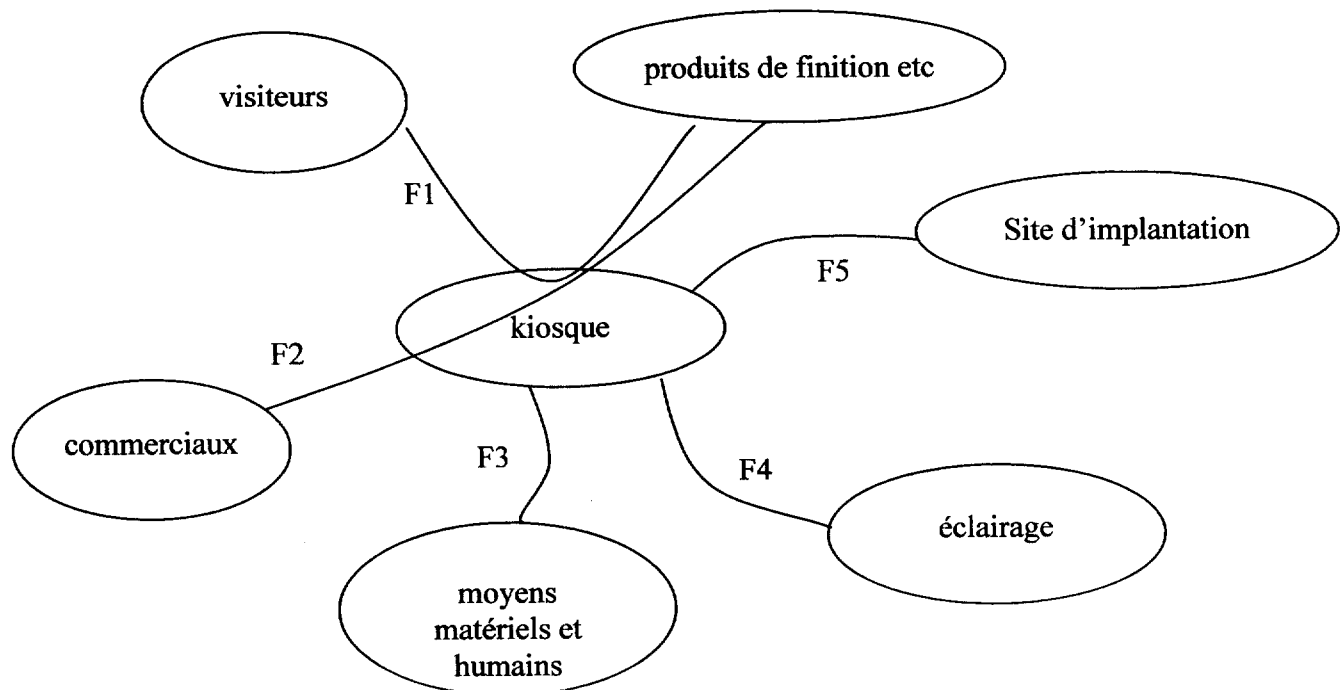 produits de finition etc
visiteurs
F1
Site d'implantation
F5
kiosque
F2
commerciaux
F3
F4
éclairage
moyens
matériels et
humains